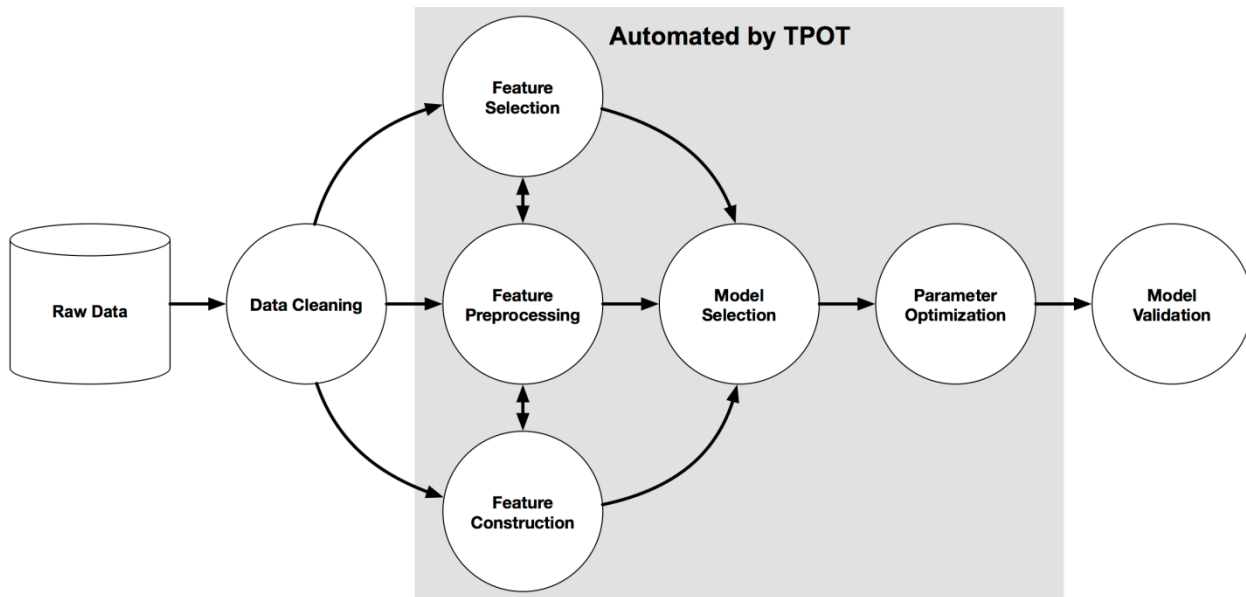 Automated by TPOT
Feature
Selection
Raw Data
Data Cleaning
Feature
Preprocessing
Model
Selection
Parameter
Optimization
Model
Validation
Feature
Construction